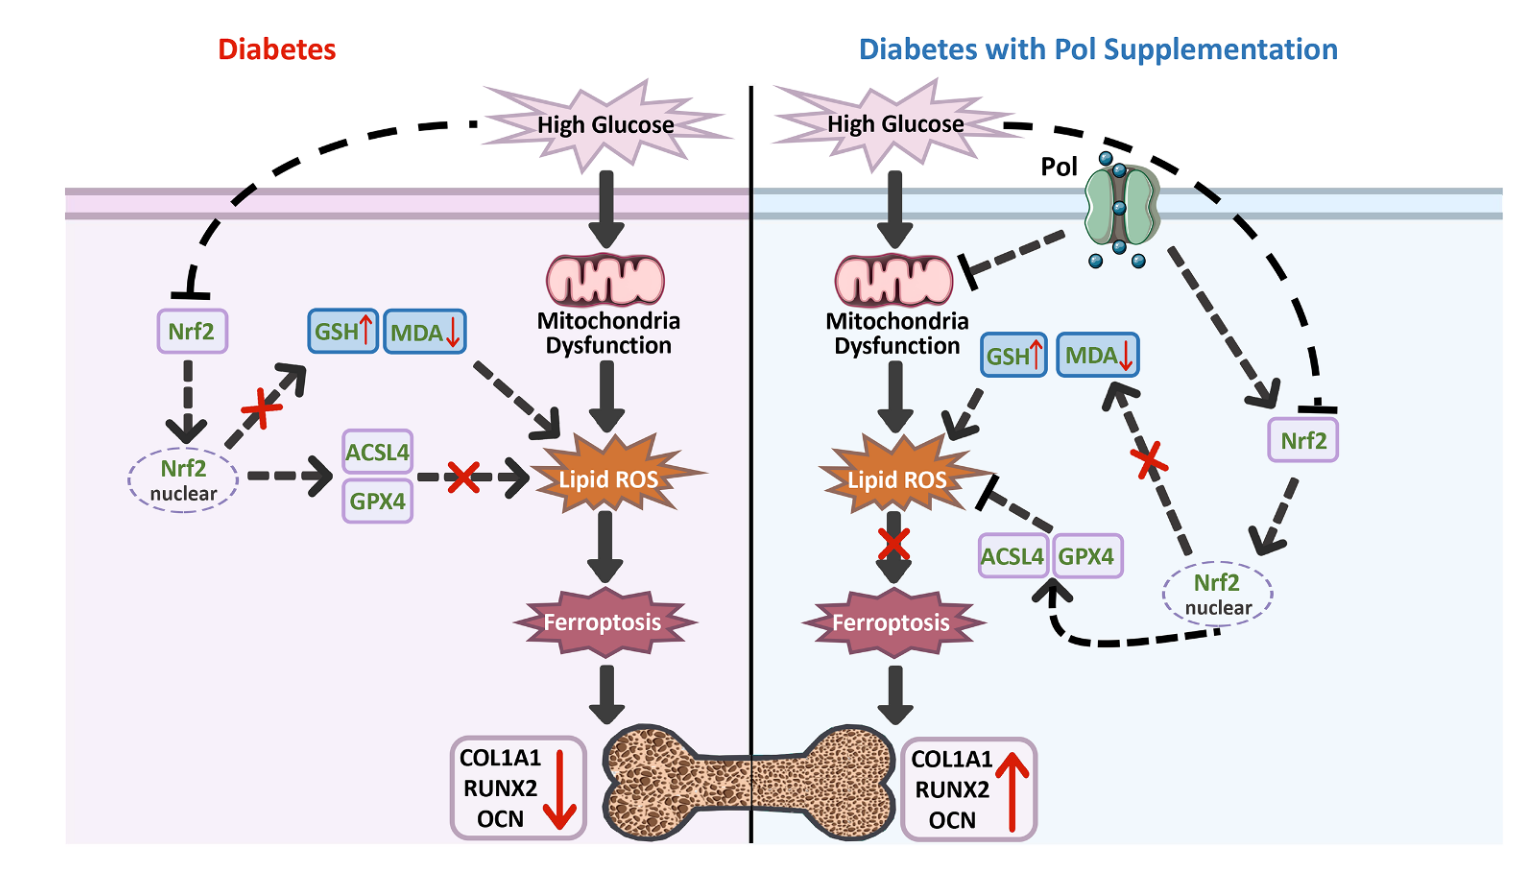 Diabetes
High Glucose
Mitochondria
Dysfunction
Nrf2
GSH
MDA
Nrf2
nuclear
ACSL4
GPX4
Lipid ROS
Ferroptosis
COL1A1
RUNX2
OCN
Diabetes with Pol Supplementation
High Glucose
Pol
Mitochondria
Dysfunction
GSH
MDA
Nrf2
Lipid ROS
ACSL4
GPX4
Nrf2
nuclear
Ferroptosis
COL1A1
RUNX2
OCN